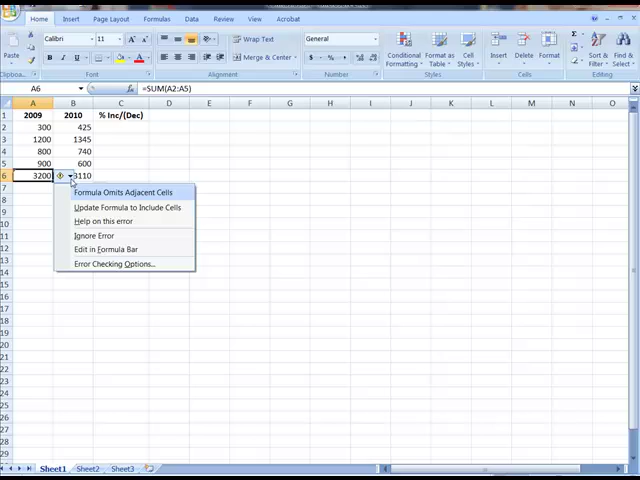 Home Insert Page Layout Formulas Data Review View Acrobat
Calibri 11 A A Wrap Text General Σ
Paste B I U Merge & Center $ % , Conditional Formatting Format as Table Cell Styles Insert Delete Format Sort & Filter Find & Select
Clipboard Font Alignment Number Styles Cells Editing
A6 fx =SUM(A2:A5)
A B C D E F G H I J K L M N O
1 2009 2010 % Inc/(Dec)
2 300 425
3 1200 1345
4 800 740
5 900 600
6 3200 3110
7
8 Formula Omits Adjacent Cells
9 Update Formula to Include Cells
10 Help on this error
11 Ignore Error
12 Edit in Formula Bar
13 Error Checking Options...
14
15
16
17
18
19
20
21
22
23
24
25
26
27
28
29
Sheet1 Sheet2 Sheet3